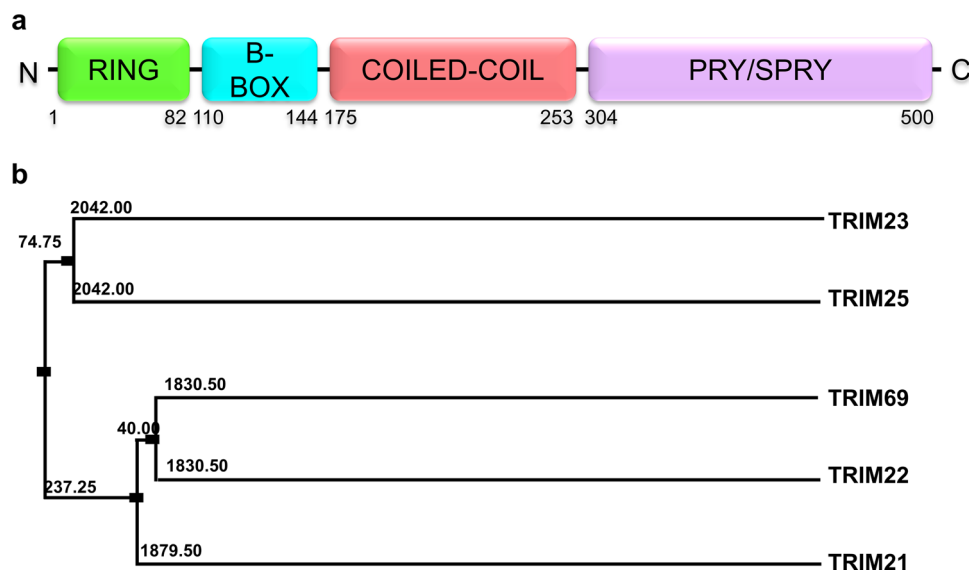 a
N RING B-BOX COILED-COIL PRY/SPRY C
1 82 110 144 175 253 304 500
b
2042.00
74.75 TRIM23
2042.00
TRIM25
1830.50
TRIM69
40.00
1830.50
TRIM22
237.25
1879.50
TRIM21